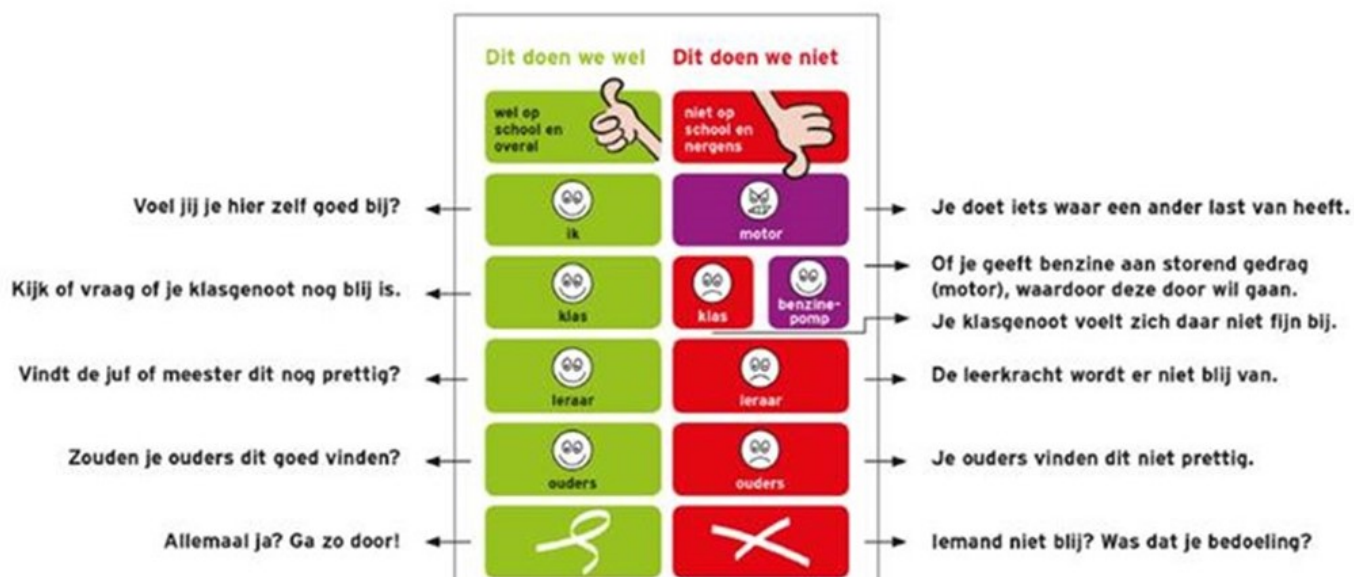 Dit doen we wel
Dit doen we niet
wel op
school en
overal
niet op
school en
nergens
Voel jij je hier zelf goed bij?
ik
motor
Je doet iets waar een ander last van heeft.
Kijk of vraag of je klasgenoot nog blij is.
klas
klas
benzine-
pomp
Of je geeft benzine aan storend gedrag
(motor), waardoor deze door wil gaan.
Je klasgenoot voelt zich daar niet fijn bij.
Vindt de juf of meester dit nog prettig?
leraar
leraar
De leerkracht wordt er niet blij van.
Zouden je ouders dit goed vinden?
ouders
ouders
Je ouders vinden dit niet prettig.
Allemaal ja? Ga zo door!
Iemand niet blij? Was dat je bedoeling?